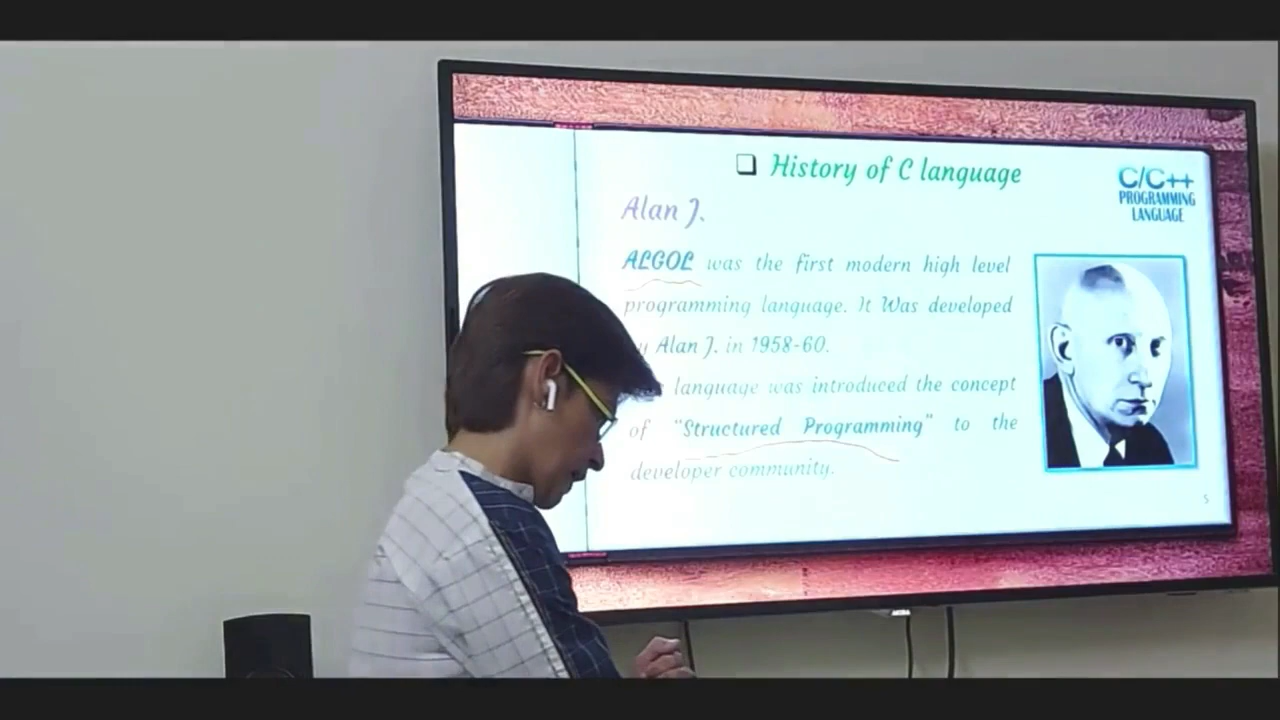 ❑ History of C language
C/C++
PROGRAMMING
LANGUAGE
Alan J.
ALGOL was the first modern high level
programming language. It Was developed
Alan J. in 1958-60.
language was introduced the concept
of "Structured Programming" to the
developer community.
5